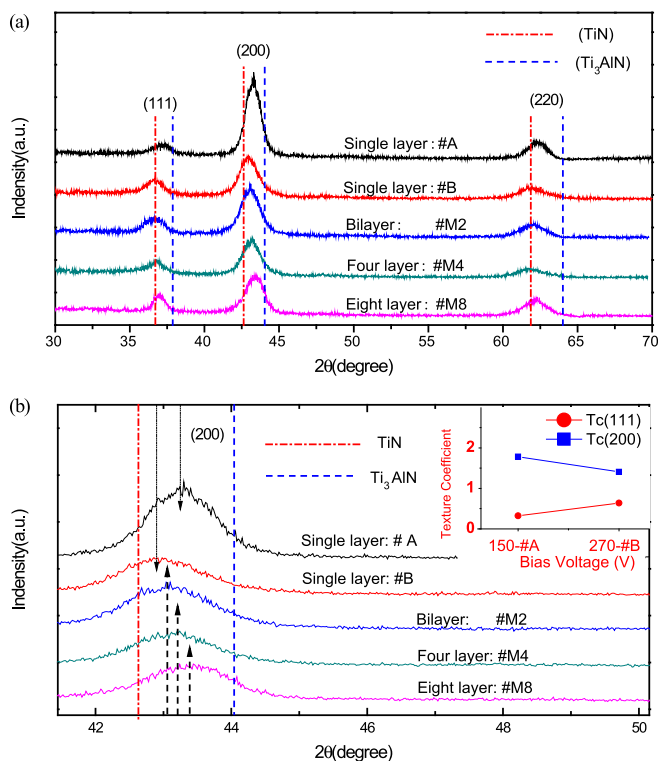 (a)
(TiN)
(Ti3AlN)
(111)
(200)
(220)
Single layer : #A
Single layer : #B
Bilayer: #M2
Four layer : #M4
Eight layer : #M8
Indensity(a.u.)
30 35 40 45 50 55 60 65 70
2θ(degree)
(b)
(200)
TiN
Ti3AlN
Single layer: # A
Single layer: #B
Bilayer: #M2
Four layer: #M4
Eight layer: #M8
Indensity(a.u.)
42 44 46 48 50
2θ(degree)
Tc(111)
Tc(200)
Texture Coefficient
2
1
0
150-#A 270-#B
Bias Voltage (V)